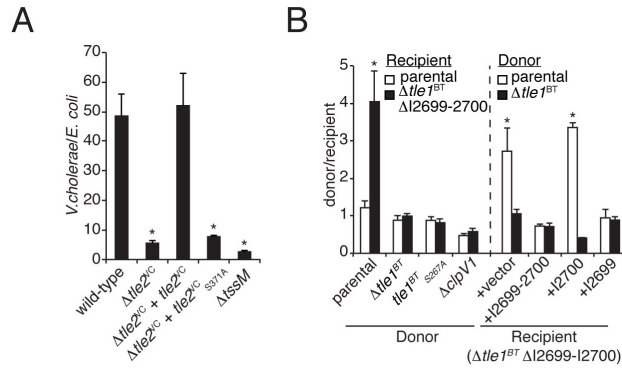 A
V.cholerae/E. coli
70
60
50
40
30
20
10
0
*
*
*
wild-type
Δtle2VC
Δtle2VC + tle2VC
Δtle2VC + tle2VC S371A
ΔtssM
B
donor/recipient
5
4
3
2
1
0
Recipient
parental
Δtle1BT
ΔI2699-2700
Donor
parental
Δtle1BT
*
*
*
parental
Δtle1BT
tle1BT S267A
ΔclpV1
+vector
+I2699-2700
+I2700
+I2699
Donor
Recipient
(Δtle1BT ΔI2699-I2700)